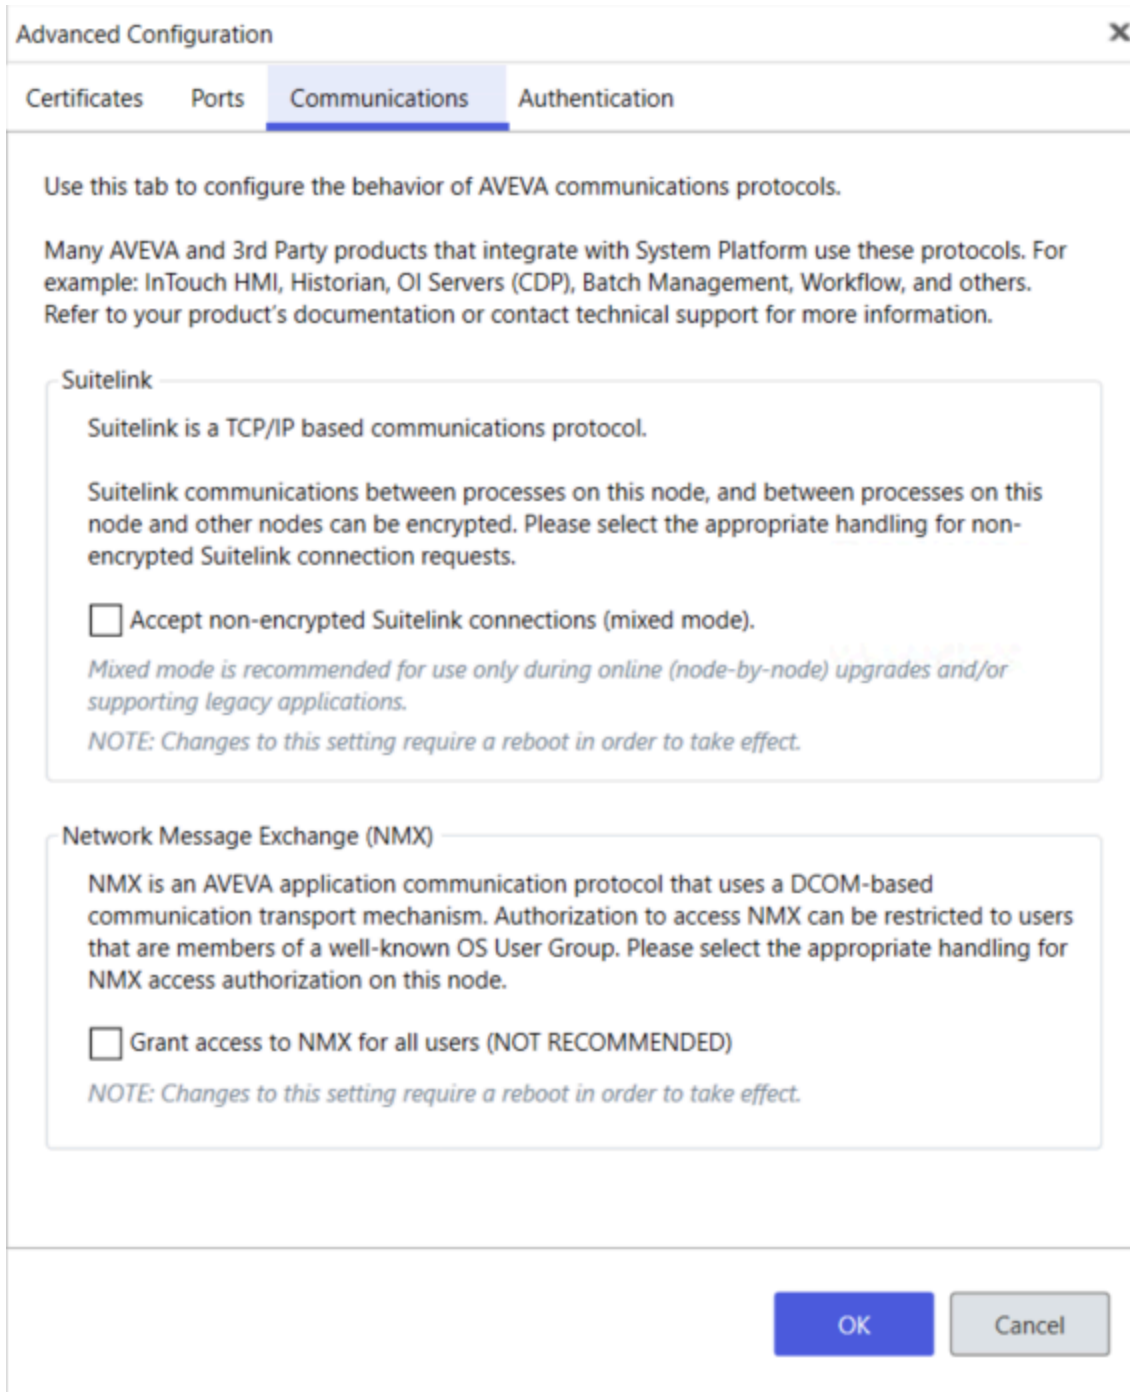 Advanced Configuration
Certificates Ports Communications Authentication
Use this tab to configure the behavior of AVEVA communications protocols.
Many AVEVA and 3rd Party products that integrate with System Platform use these protocols. For
example: InTouch HMI, Historian, OI Servers (CDP), Batch Management, Workflow, and others.
Refer to your product's documentation or contact technical support for more information.
Suitelink
Suitelink is a TCP/IP based communications protocol.
Suitelink communications between processes on this node, and between processes on this
node and other nodes can be encrypted. Please select the appropriate handling for non-
encrypted Suitelink connection requests.
Accept non-encrypted Suitelink connections (mixed mode).
Mixed mode is recommended for use only during online (node-by-node) upgrades and/or
supporting legacy applications.
NOTE: Changes to this setting require a reboot in order to take effect.
Network Message Exchange (NMX)
NMX is an AVEVA application communication protocol that uses a DCOM-based
communication transport mechanism. Authorization to access NMX can be restricted to users
that are members of a well-known OS User Group. Please select the appropriate handling for
NMX access authorization on this node.
Grant access to NMX for all users (NOT RECOMMENDED)
NOTE: Changes to this setting require a reboot in order to take effect.
OK Cancel